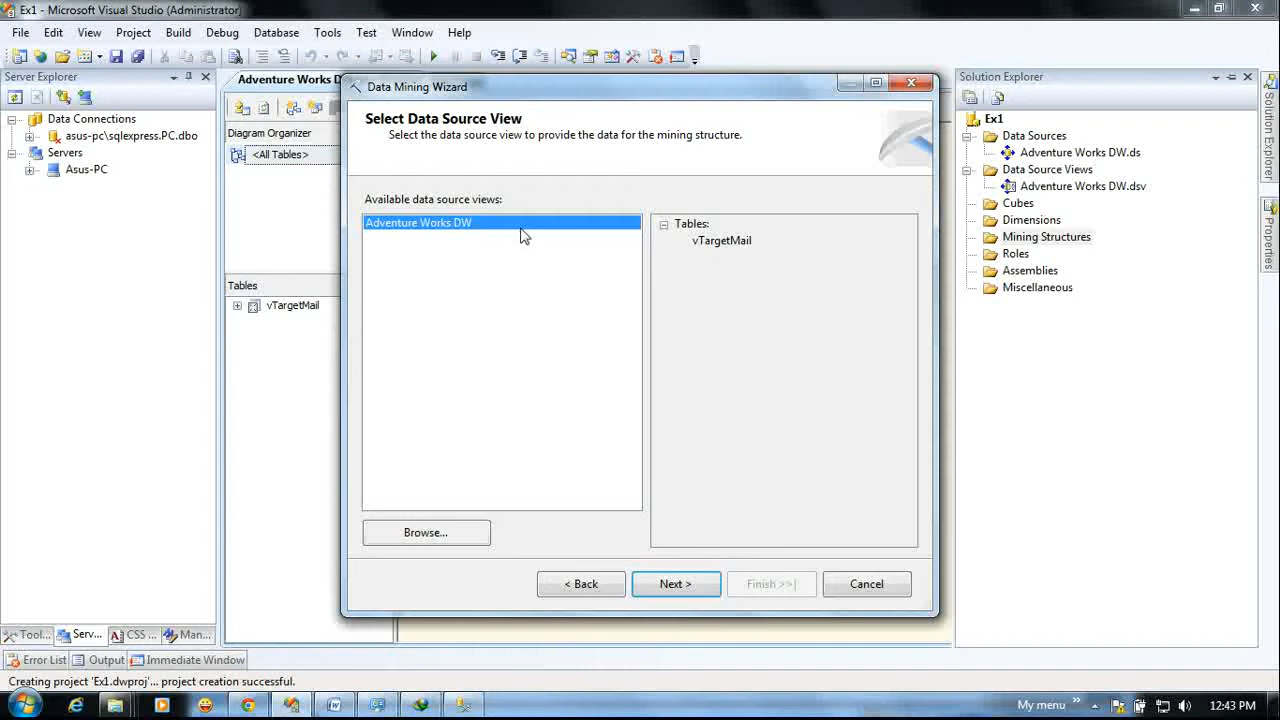 Ex1 - Microsoft Visual Studio (Administrator)
File Edit View Project Build Debug Database Tools Test Window Help
Server Explorer
Data Connections
asus-pc\sqlexpress.PC.dbo
Servers
Asus-PC
Adventure Works D
Diagram Organizer
<All Tables>
Tables
vTargetMail
Data Mining Wizard
Select Data Source View
Select the data source view to provide the data for the mining structure.
Available data source views:
Adventure Works DW
Tables:
vTargetMail
Browse...
< Back
Next >
Finish >>|
Cancel
Solution Explorer
Ex1
Data Sources
Adventure Works DW.ds
Data Source Views
Adventure Works DW.dsv
Cubes
Dimensions
Mining Structures
Roles
Assemblies
Miscellaneous
Solution Explorer
Properties
Tool... Serv... CSS ... Man...
Error List Output Immediate Window
Creating project 'Ex1.dwproj'... project creation successful.
My menu » 12:43 PM